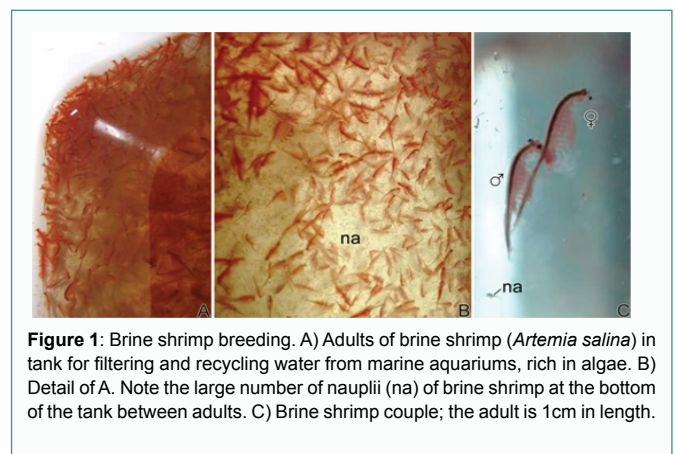 na
♀
♂
na
A
B
C
Figure 1: Brine shrimp breeding. A) Adults of brine shrimp (Artemia salina) in
tank for filtering and recycling water from marine aquariums, rich in algae. B)
Detail of A. Note the large number of nauplii (na) of brine shrimp at the bottom
of the tank between adults. C) Brine shrimp couple; the adult is 1cm in length.